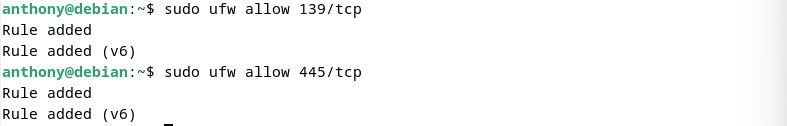 anthony@debian:~$ sudo ufw allow 139/tcp
Rule added
Rule added (v6)
anthony@debian:~$ sudo ufw allow 445/tcp
Rule added
Rule added (v6)